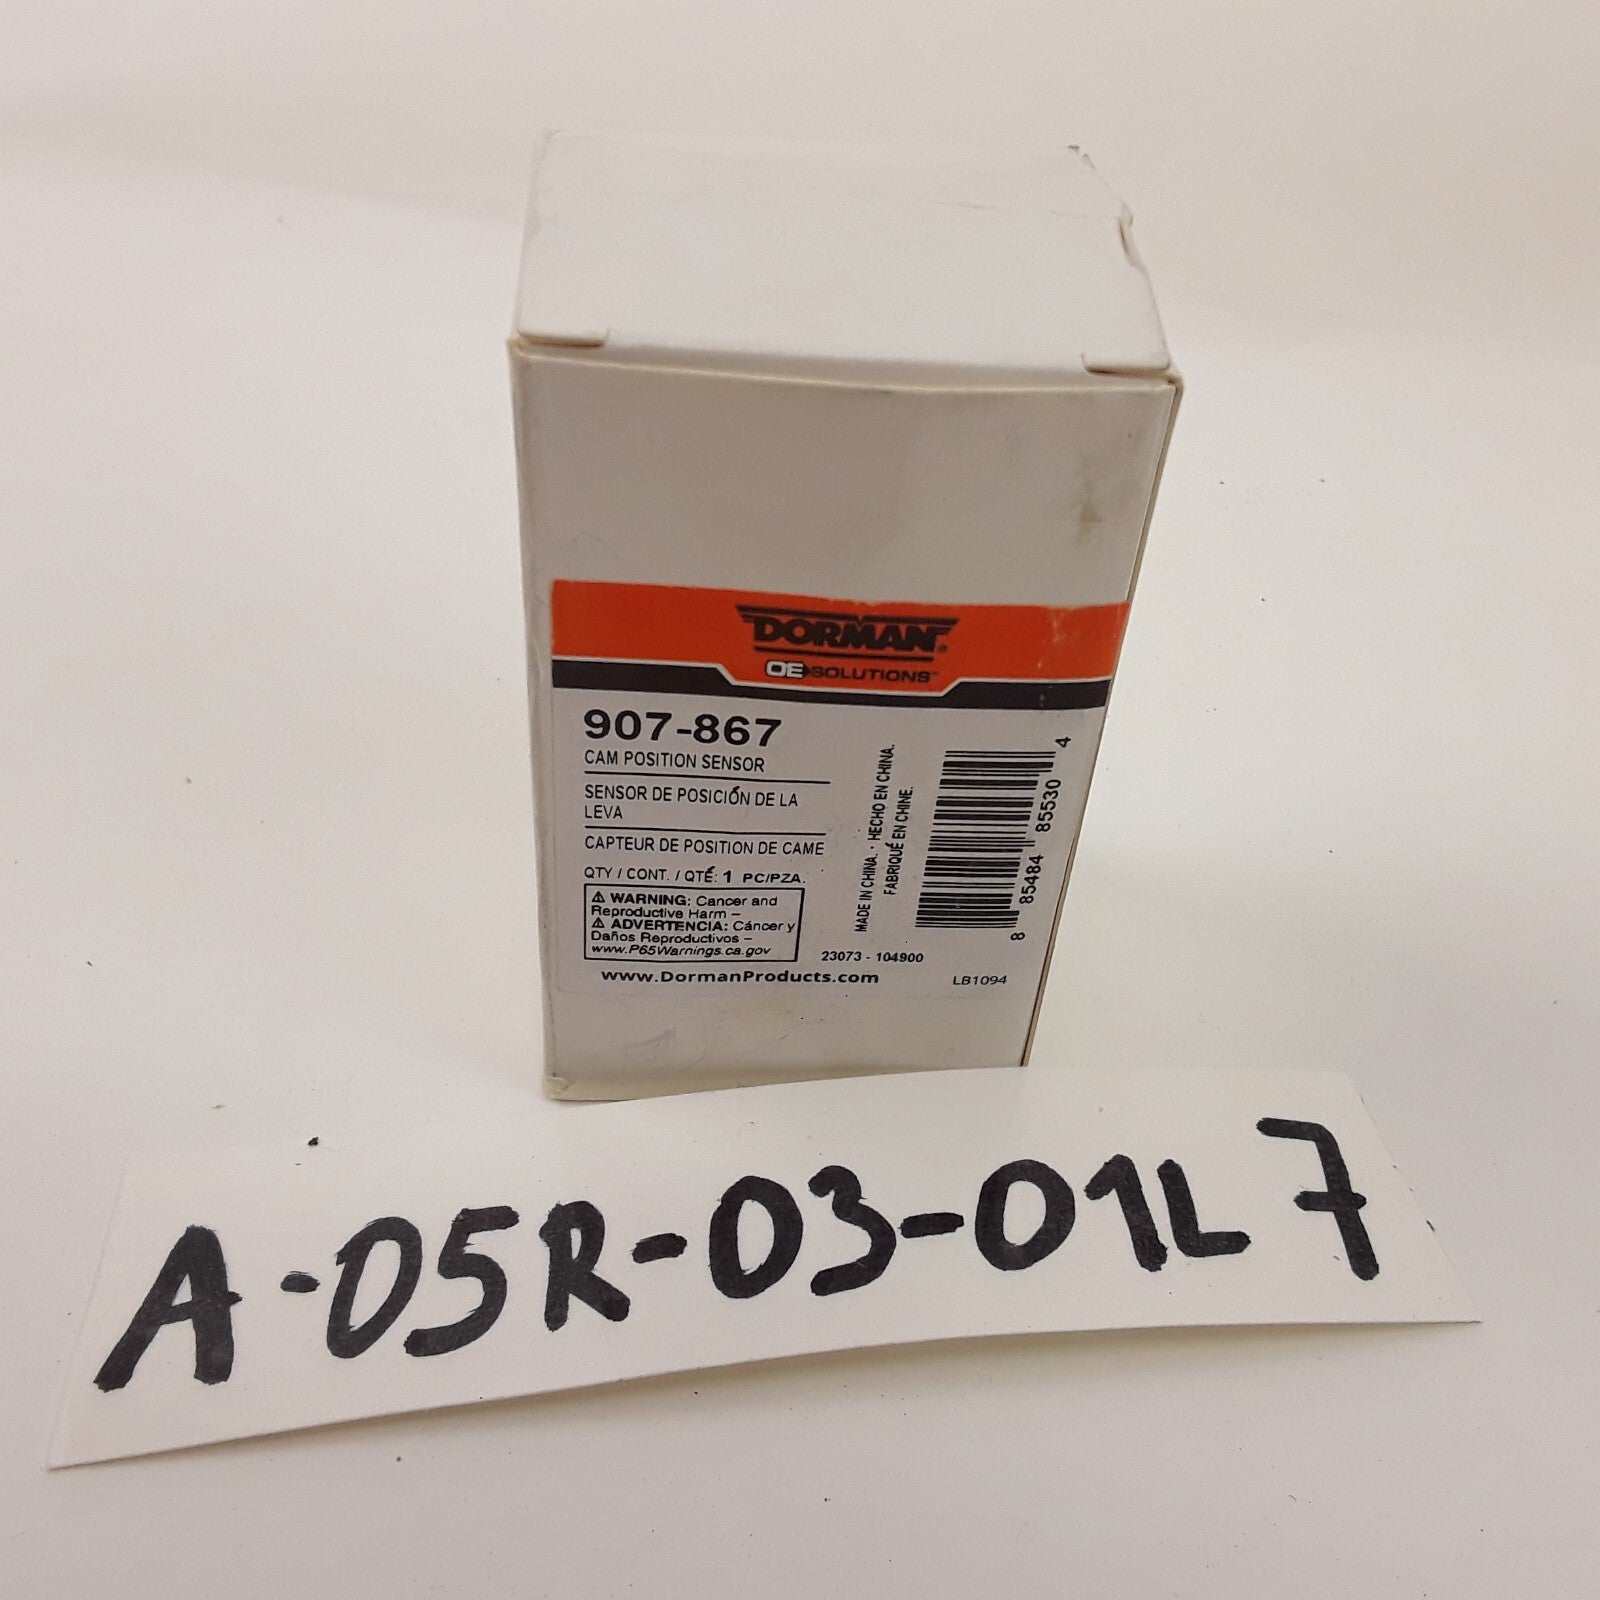 DORMAN®
OE SOLUTIONS™
907-867
CAM POSITION SENSOR
SENSOR DE POSICIÓN DE LA
LEVA
CAPTEUR DE POSITION DE CAME
QTY / CONT. / QTÉ: 1 PC/PZA.
⚠ WARNING: Cancer and
Reproductive Harm –
⚠ ADVERTENCIA: Cáncer y
Daños Reproductivos –
www.P65Warnings.ca.gov
www.DormanProducts.com
MADE IN CHINA. · HECHO EN CHINA.
FABRIQUÉ EN CHINE.
8 85484 85530 4
23073 - 104900
LB1094
A-05R-03-01L7